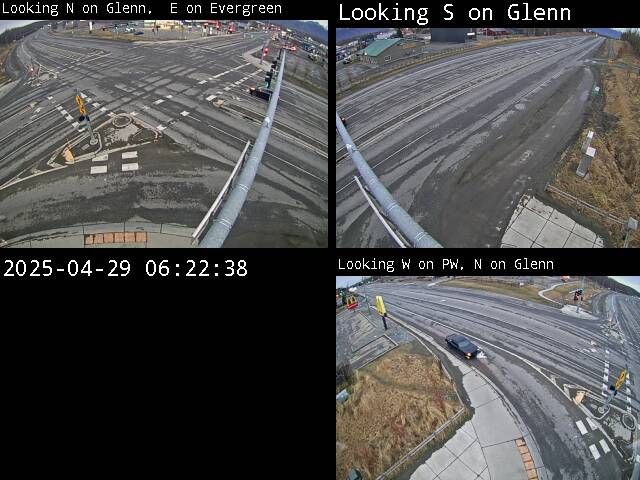 Looking N on Glenn,  E on Evergreen
Looking S on Glenn
2025-04-29 06:22:38
Looking W on PW, N on Glenn